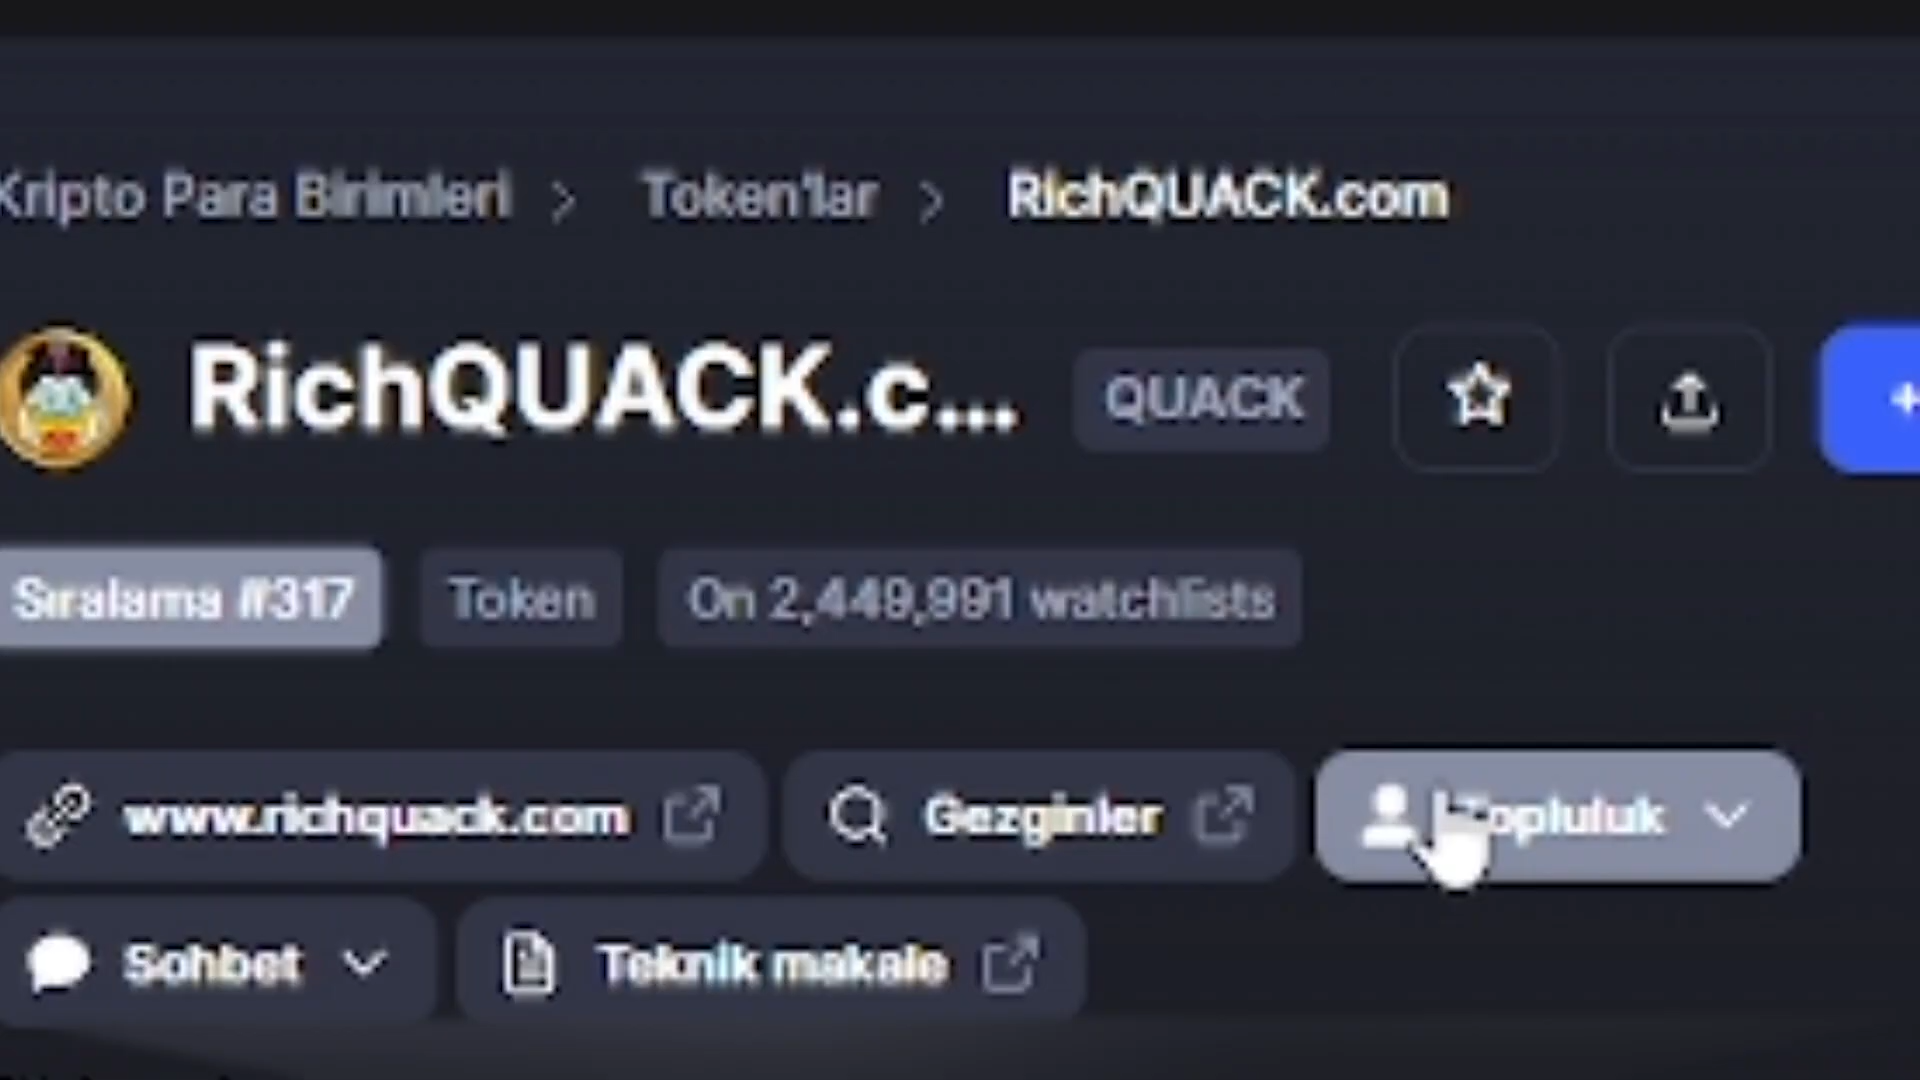 Kripto Para Birimleri > Token'lar > RichQUACK.com
RichQUACK.c... QUACK
Sıralama #317 Token On 2,449,991 watchlists
www.richquack.com Gezginler Topluluk
Sohbet Teknik makale